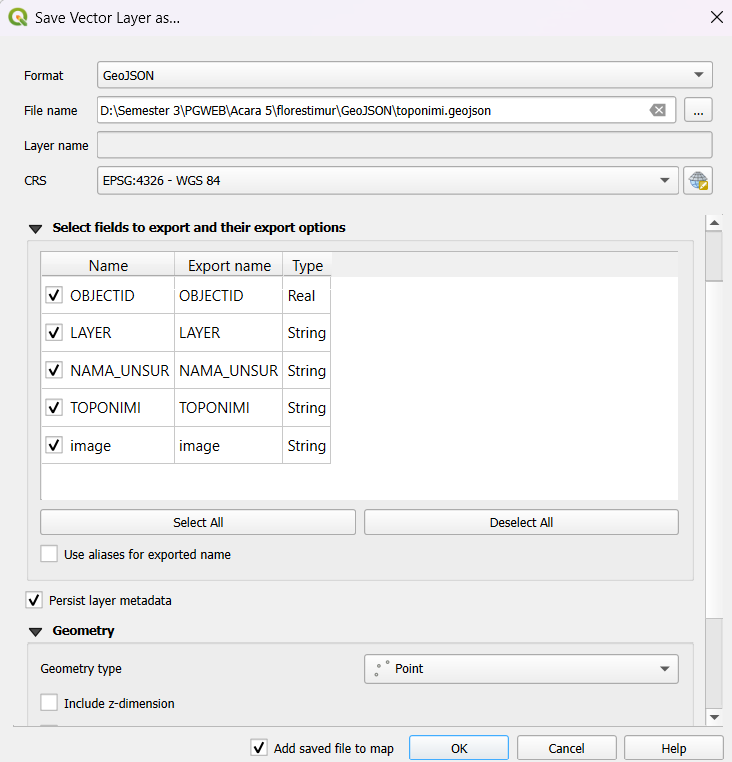 Save Vector Layer as...
Format GeoJSON
File name D:\Semester 3\PGWEB\Acara 5\florestimur\GeoJSON\toponimi.geojson ...
Layer name
CRS EPSG:4326 - WGS 84
Select fields to export and their export options
Name Export name Type
OBJECTID OBJECTID Real
LAYER LAYER String
NAMA_UNSUR NAMA_UNSUR String
TOPONIMI TOPONIMI String
image image String
Select All Deselect All
Use aliases for exported name
Persist layer metadata
Geometry
Geometry type Point
Include z-dimension
Add saved file to map OK Cancel Help